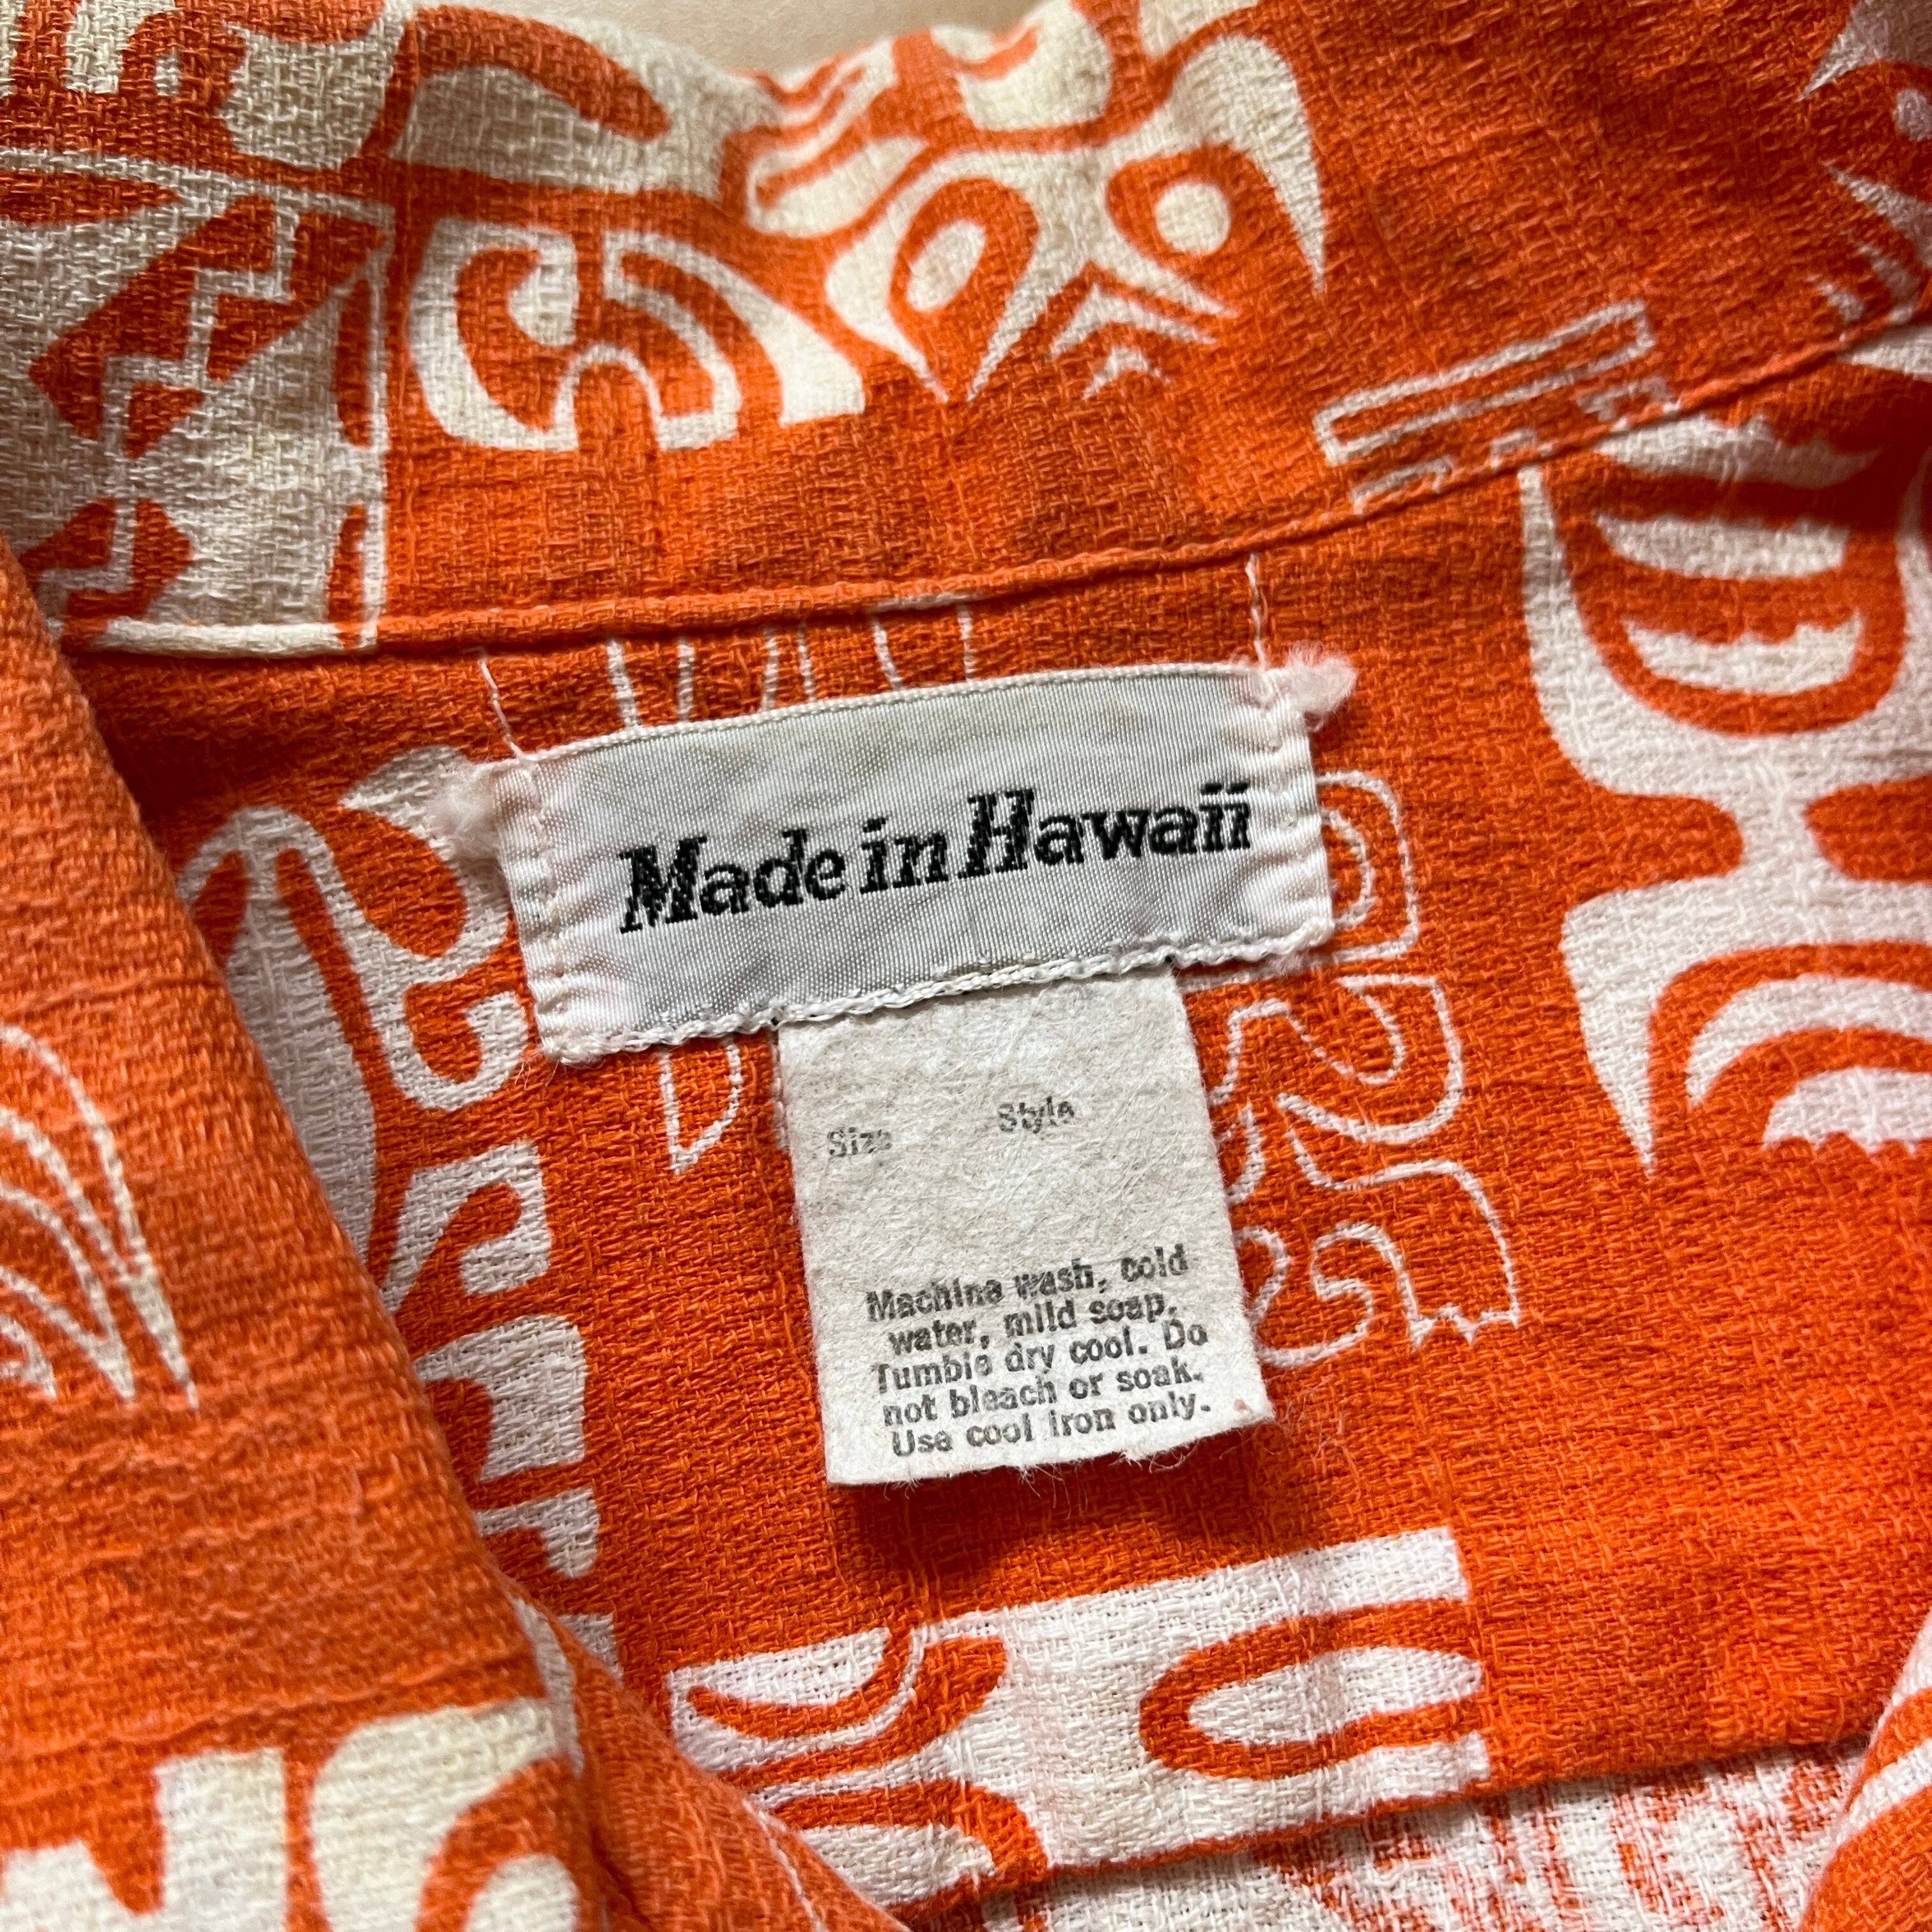 Made in Hawaii
Size Style
Machine wash, cold
water, mild soap.
Tumble dry cool. Do
not bleach or soak.
Use cool iron only.